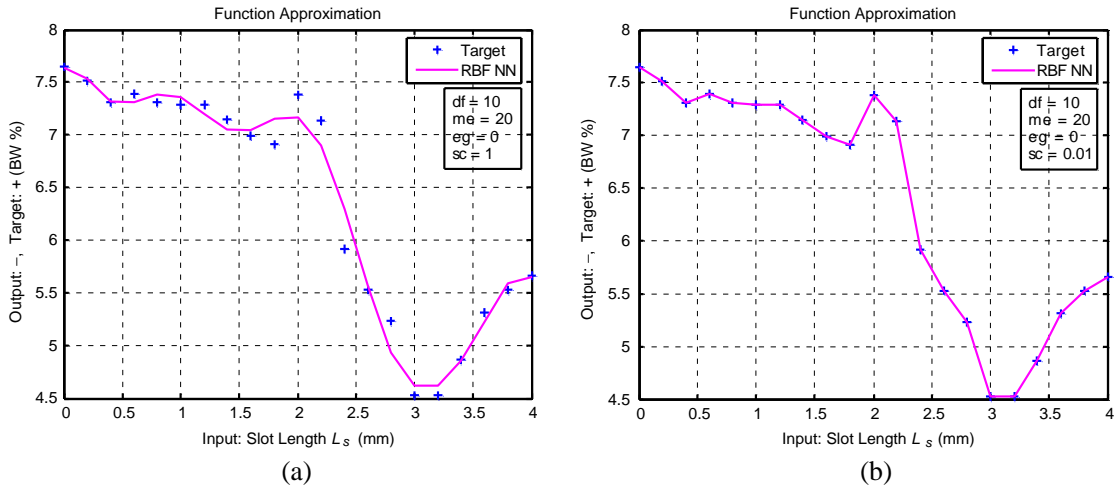 Function Approximation
8
7.5
7
6.5
6
5.5
5
4.5
0 0.5 1 1.5 2 2.5 3 3.5 4
Output: −, Target: + (BW %)
Input: Slot Length L s (mm)
Target
RBF NN
df = 10
me = 20
eg = 0
sc = 1
(a)
Function Approximation
8
7.5
7
6.5
6
5.5
5
4.5
0 0.5 1 1.5 2 2.5 3 3.5 4
Output: −, Target: + (BW %)
Input: Slot Length L s (mm)
Target
RBF NN
df = 10
me = 20
eg = 0
sc = 0.01
(b)